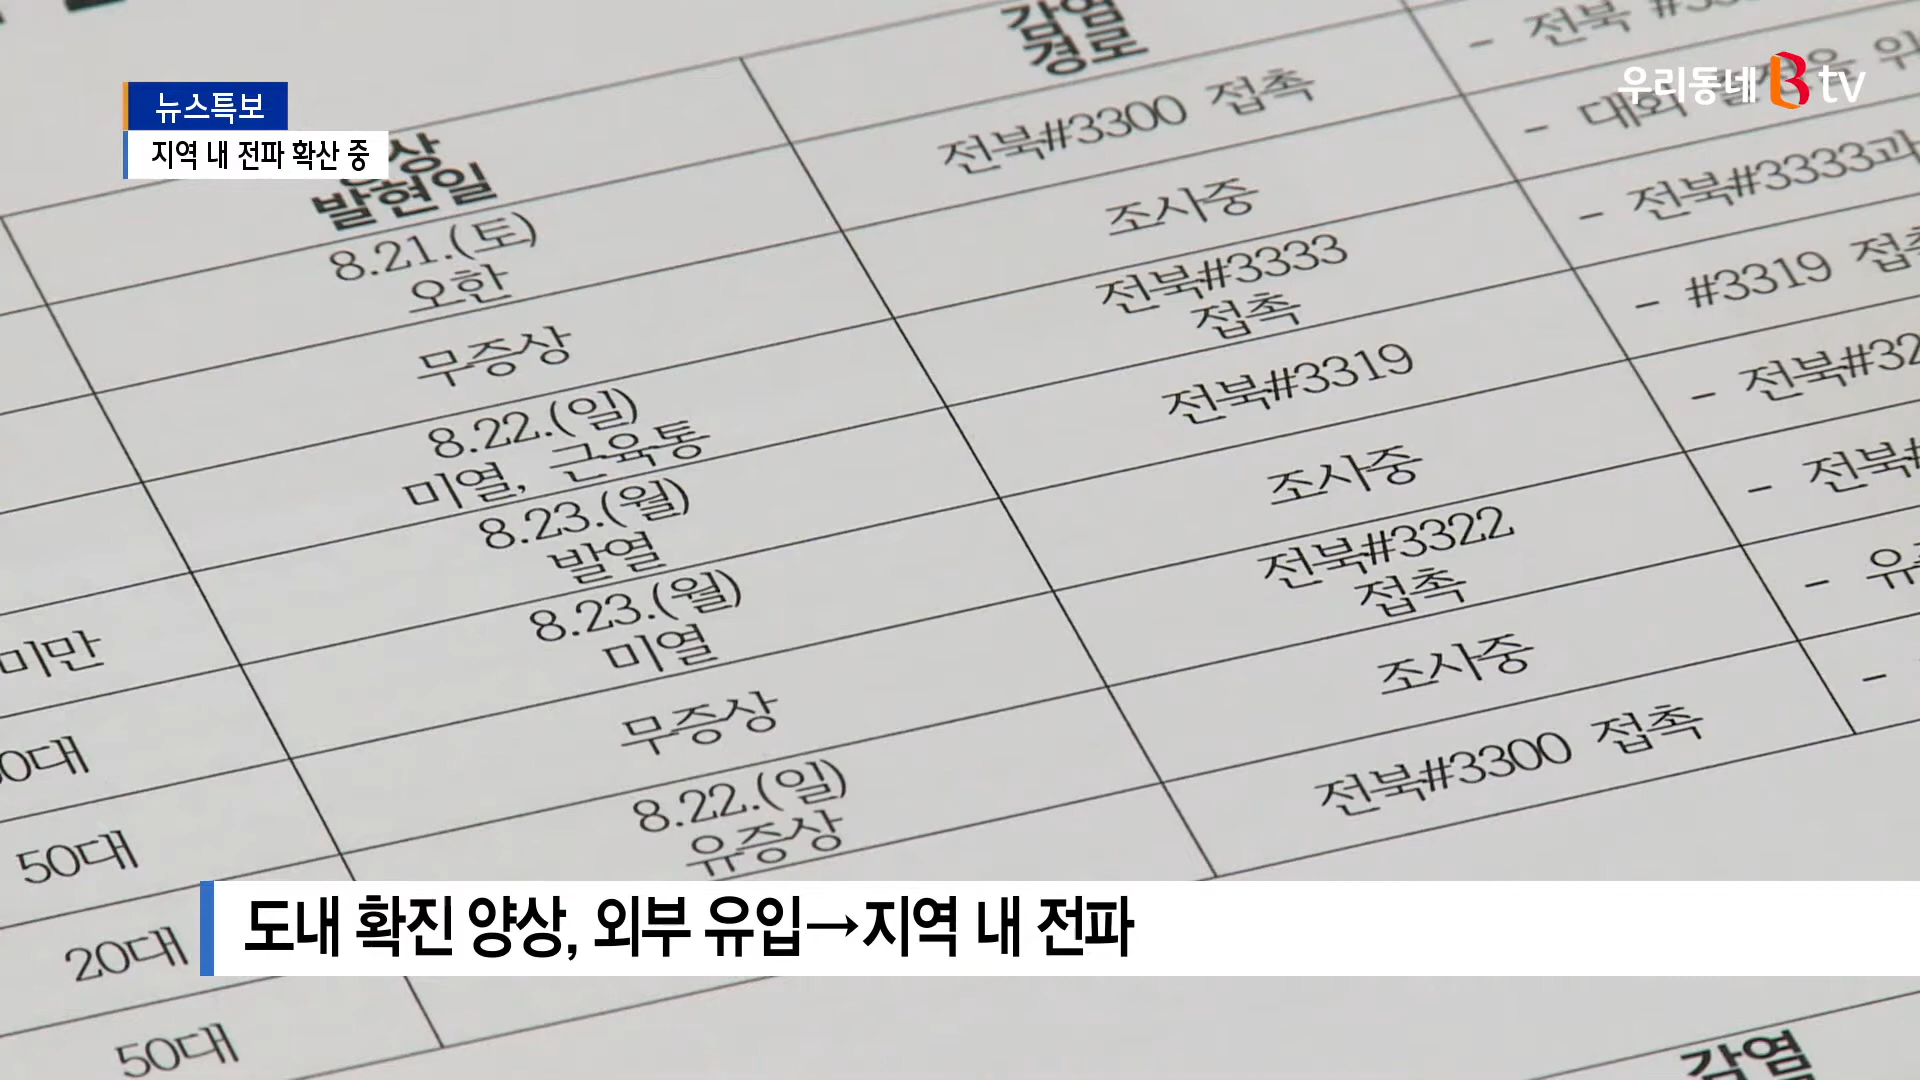 뉴스특보
지역 내 전파 확산 중
우리동네 B tv
감염
경로
발현일
8.21.(토)
오한
전북#3300 접촉
무증상
조사중
8.22.(일)
미열, 근육통
전북#3333
접촉
8.23.(월)
발열
전북#3319
8.23.(월)
미열
조사중
무증상
전북#3322
접촉
8.22.(일)
유증상
조사중
전북#3300 접촉
- 전북
- 대회
- 전북#3333과
- #3319
- 전북
- 전북
미만
50대
20대
50대
도내 확진 양상, 외부 유입→지역 내 전파
감염